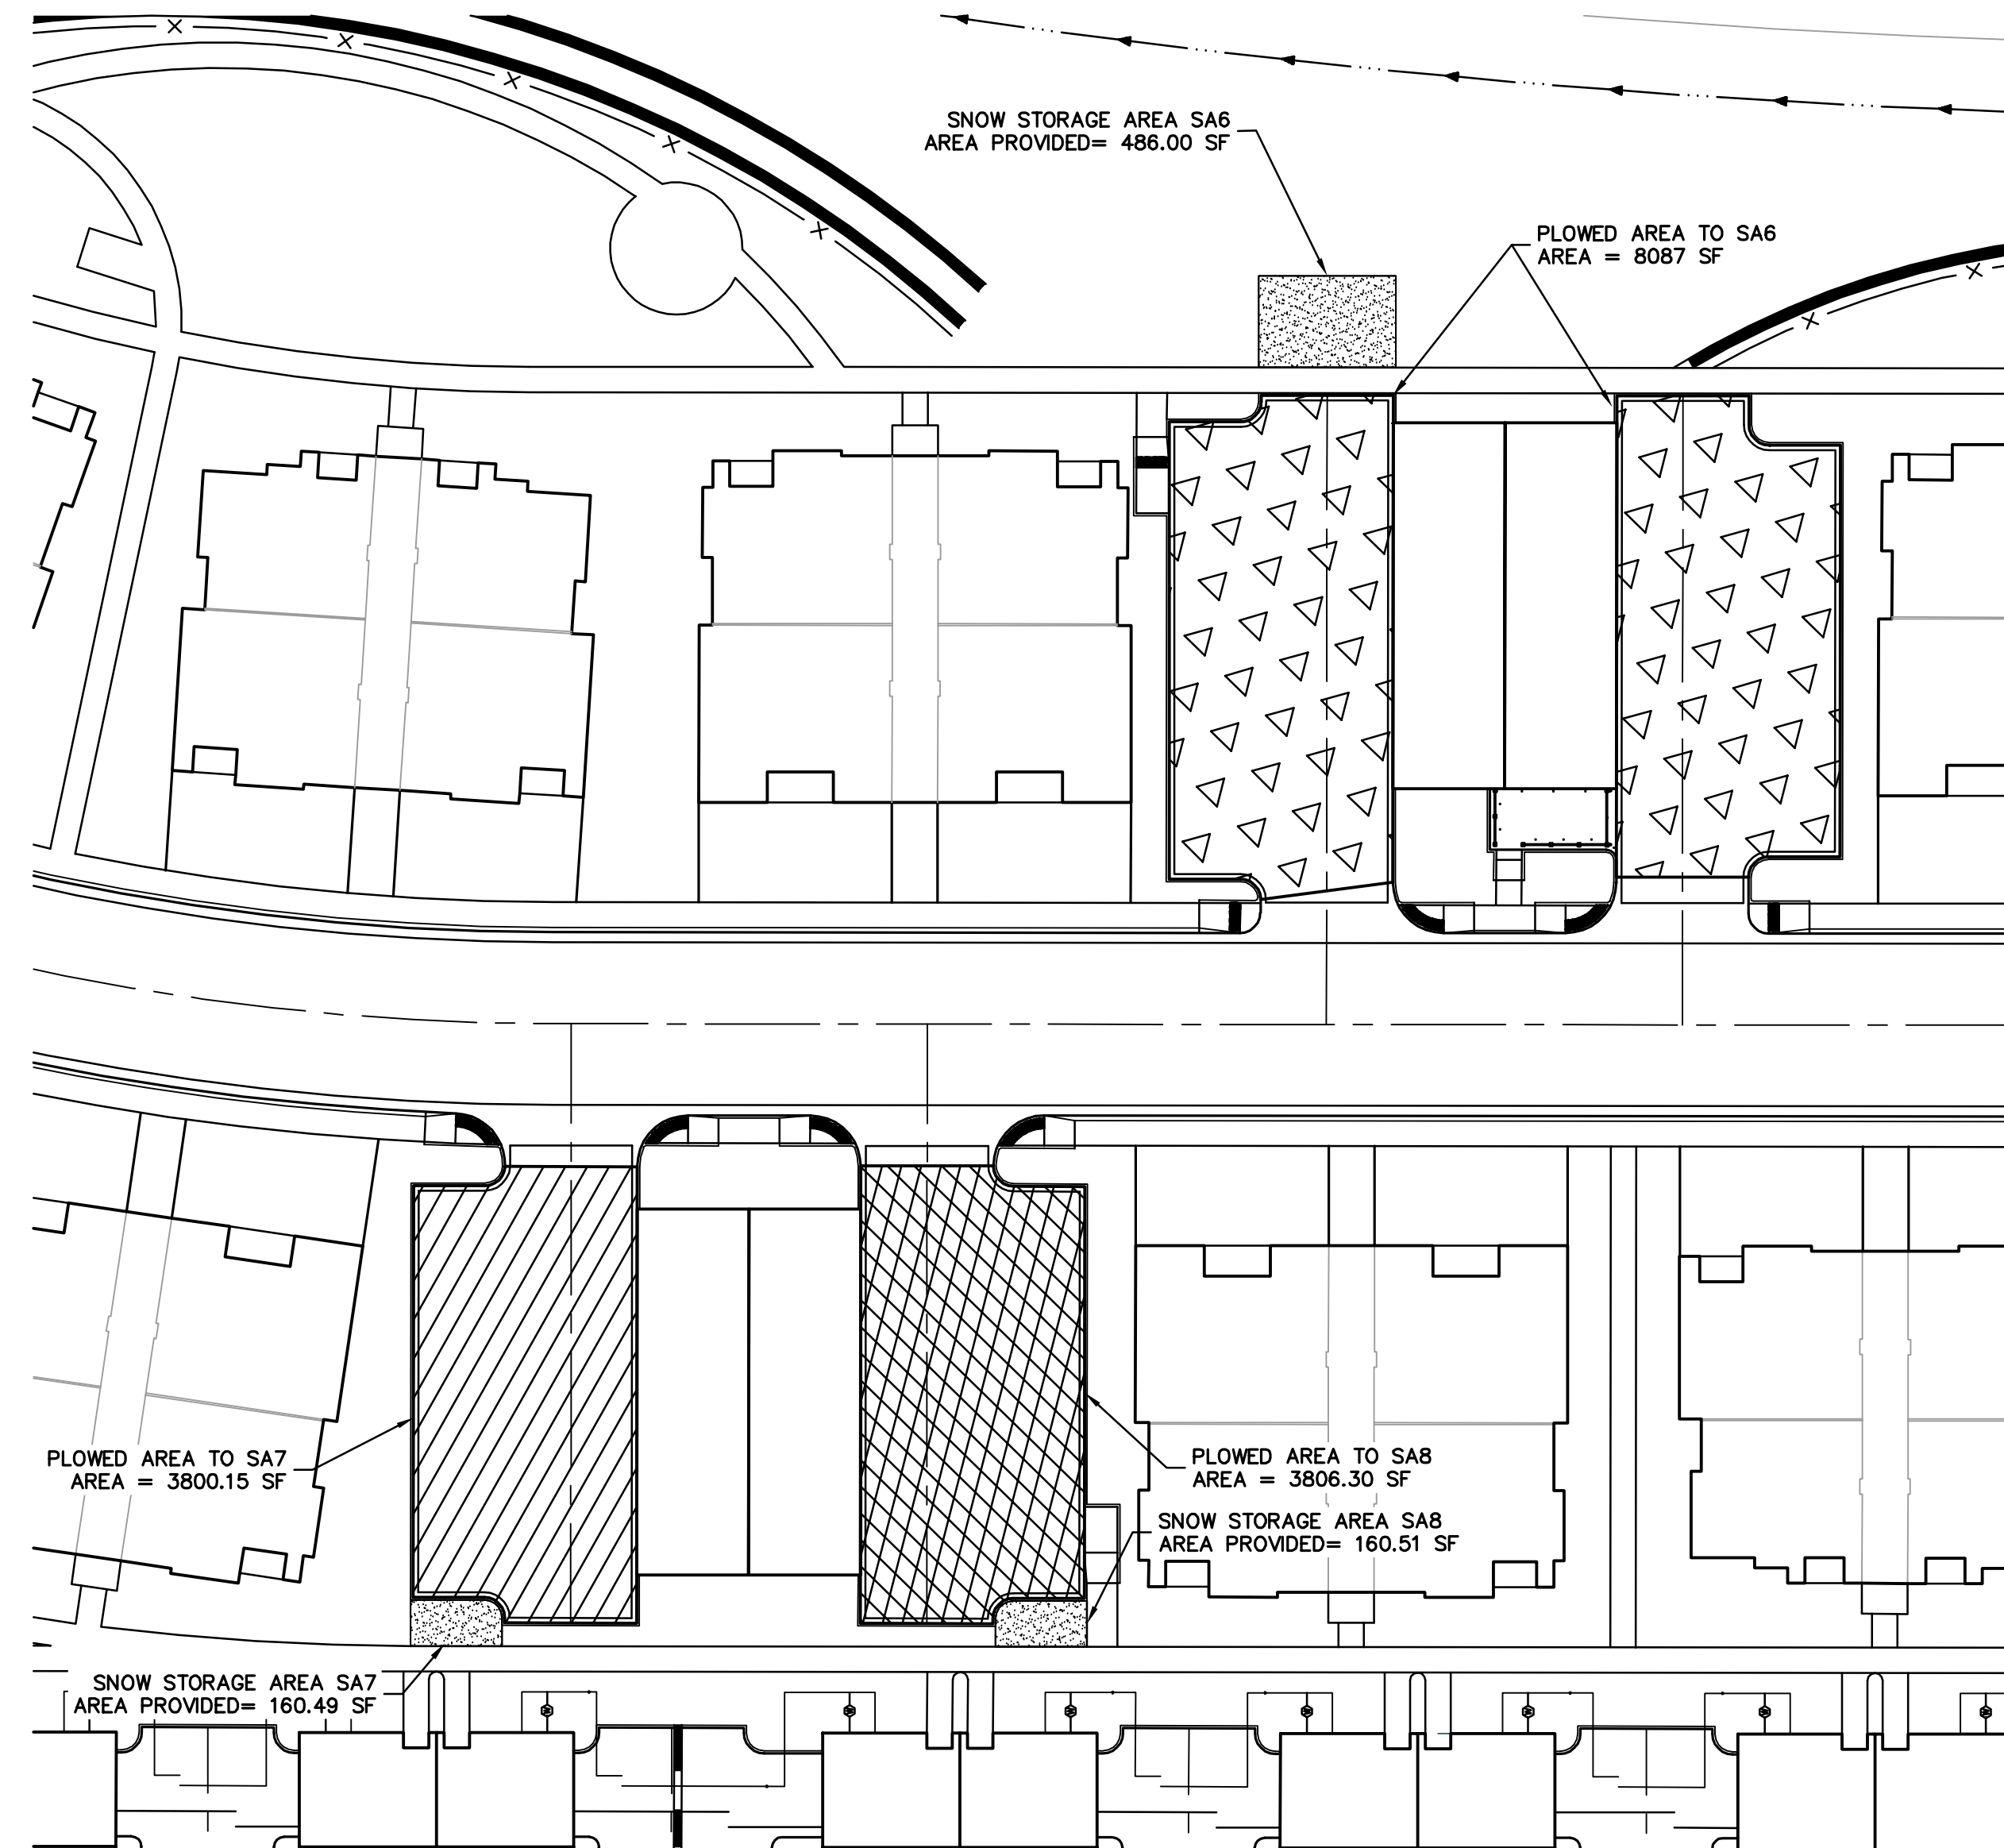 SNOW STORAGE AREA SA6
AREA PROVIDED= 486.00 SF
PLOWED AREA TO SA6
AREA = 8087 SF
PLOWED AREA TO SA7
AREA = 3800.15 SF
PLOWED AREA TO SA8
AREA = 3806.30 SF
SNOW STORAGE AREA SA8
AREA PROVIDED= 160.51 SF
SNOW STORAGE AREA SA7
AREA PROVIDED= 160.49 SF